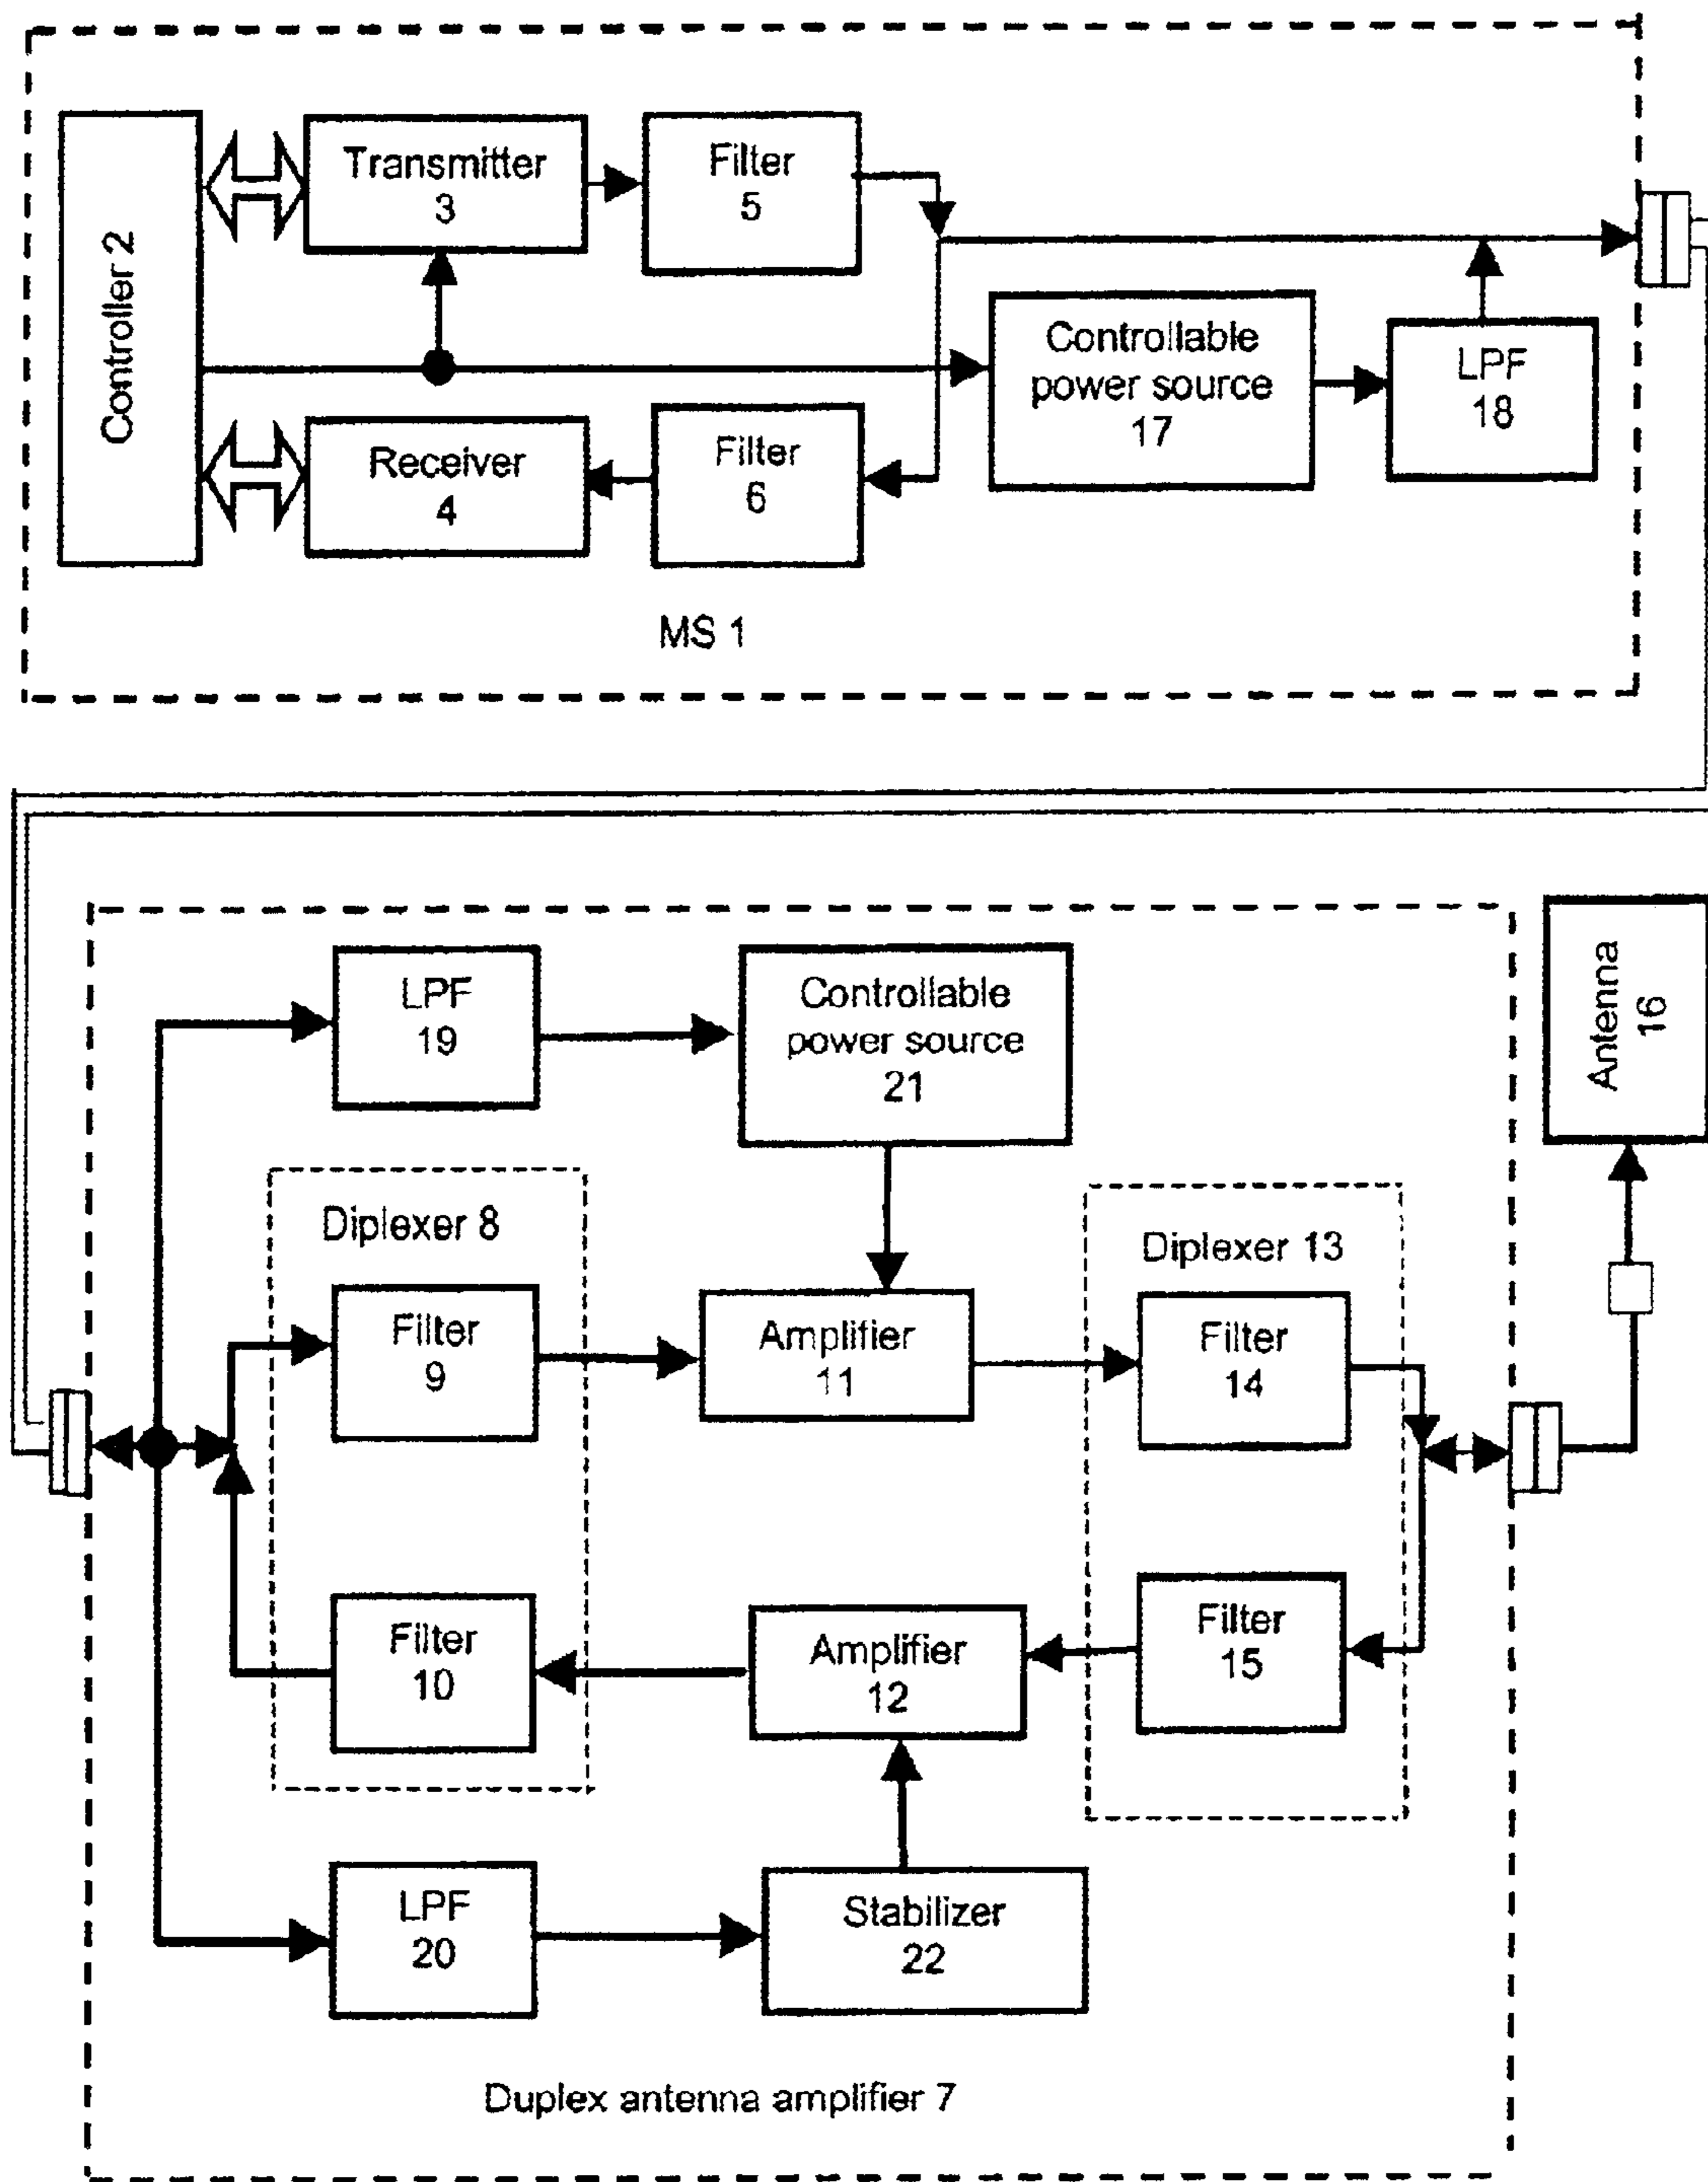 Controller 2
Transmitter
3
Filter
5
Controllable
power source
17
LPF
18
Receiver
4
Filter
6
MS 1
LPF
19
Controllable
power source
21
Antenna
16
Diplexer 8
Filter
9
Amplifier
11
Diplexer 13
Filter
14
Filter
10
Amplifier
12
Filter
15
LPF
20
Stabilizer
22
Duplex antenna amplifier 7